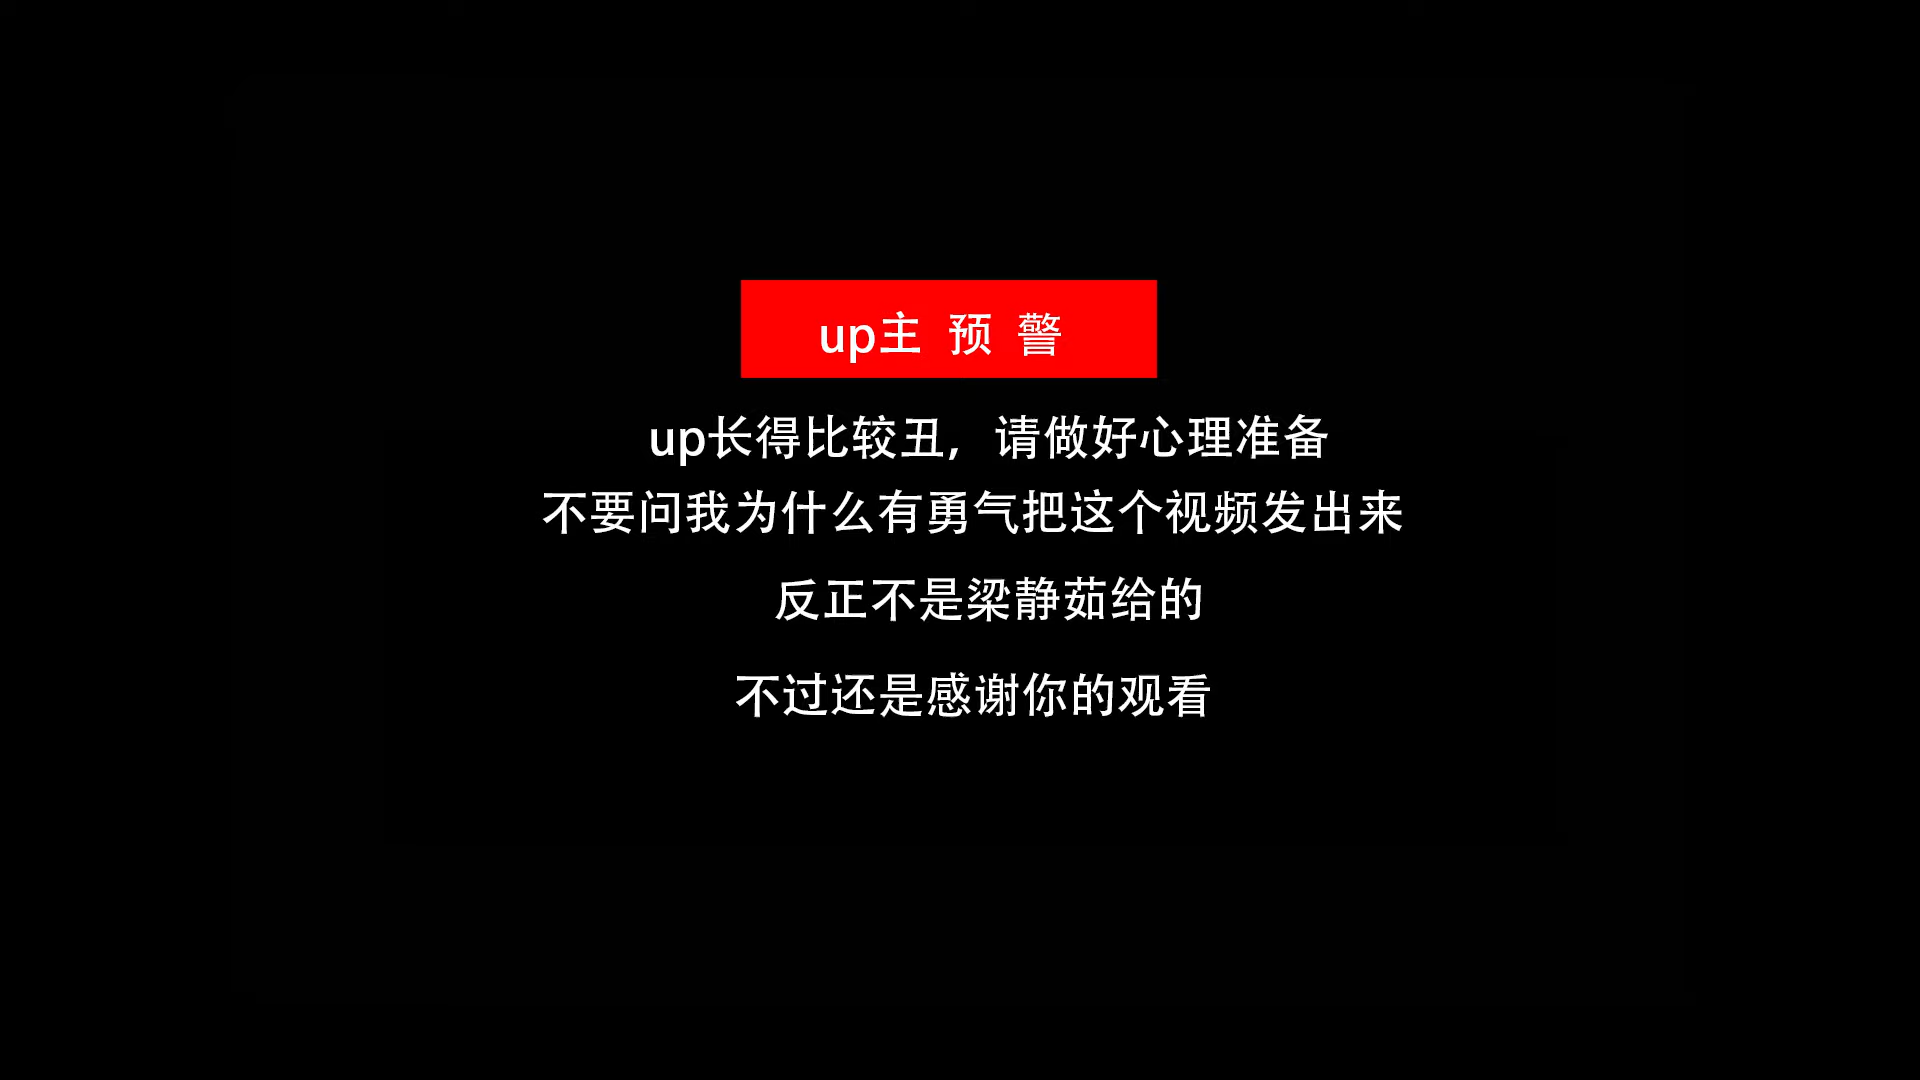 up主 预 警
up长得比较丑，请做好心理准备
不要问我为什么有勇气把这个视频发出来
反正不是梁静茹给的
不过还是感谢你的观看